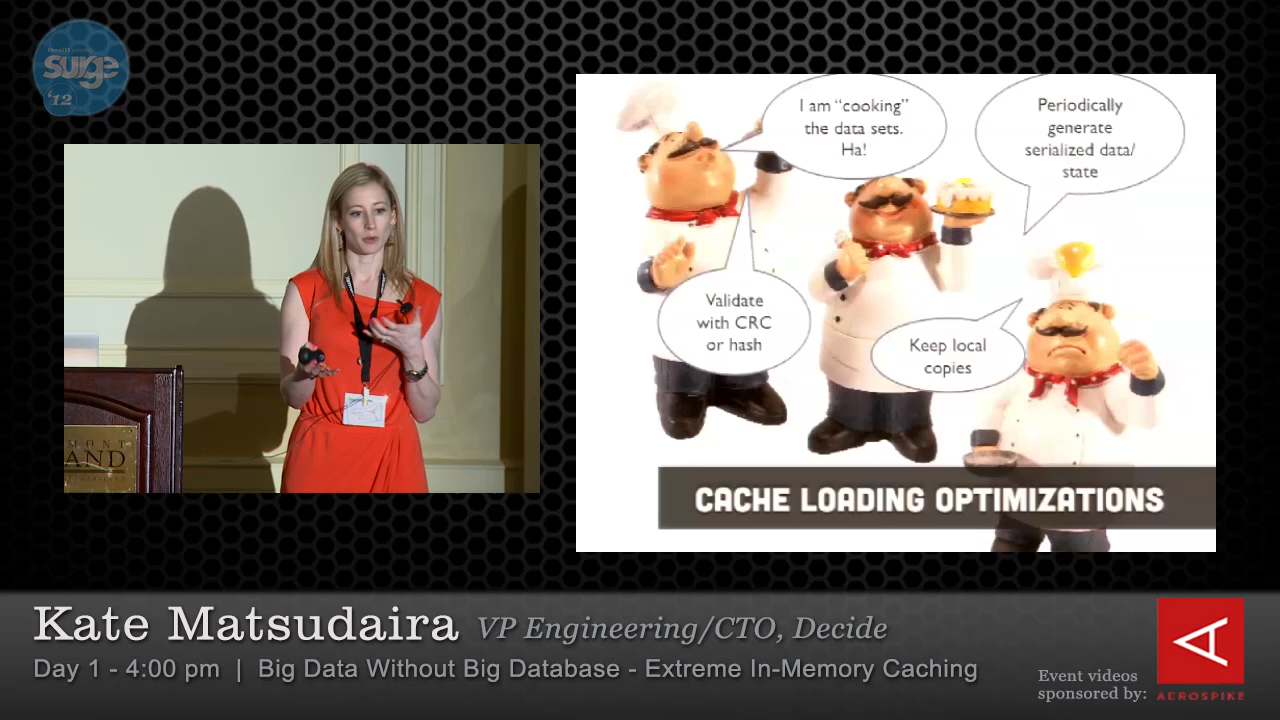 surge
'12
I am "cooking"
the data sets.
Ha!
Periodically
generate
serialized data/
state
Validate
with CRC
or hash
Keep local
copies
CACHE LOADING OPTIMIZATIONS
MONT
AND
Kate Matsudaira VP Engineering/CTO, Decide
Day 1 - 4:00 pm | Big Data Without Big Database - Extreme In-Memory Caching
Event videos
sponsored by:
AEROSPIKE